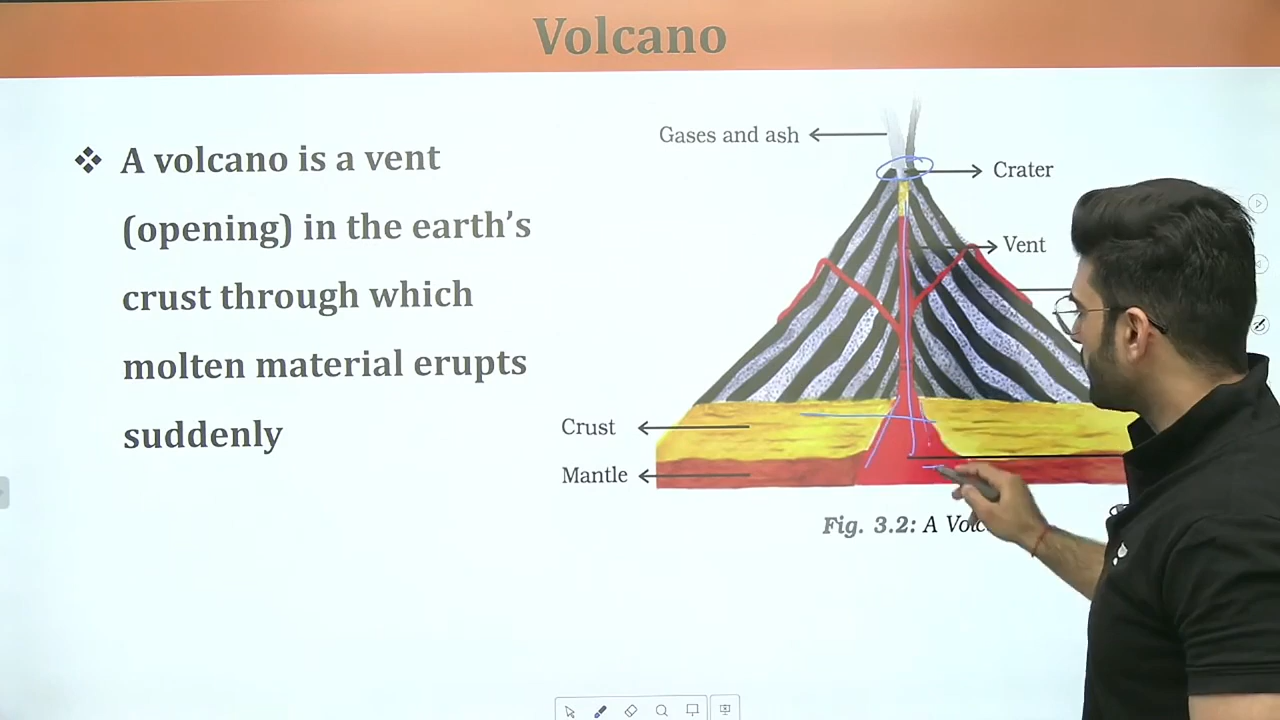 Volcano
❖ A volcano is a vent
(opening) in the earth's
crust through which
molten material erupts
suddenly
Gases and ash
Crater
Vent
Crust
Mantle
Fig. 3.2: A